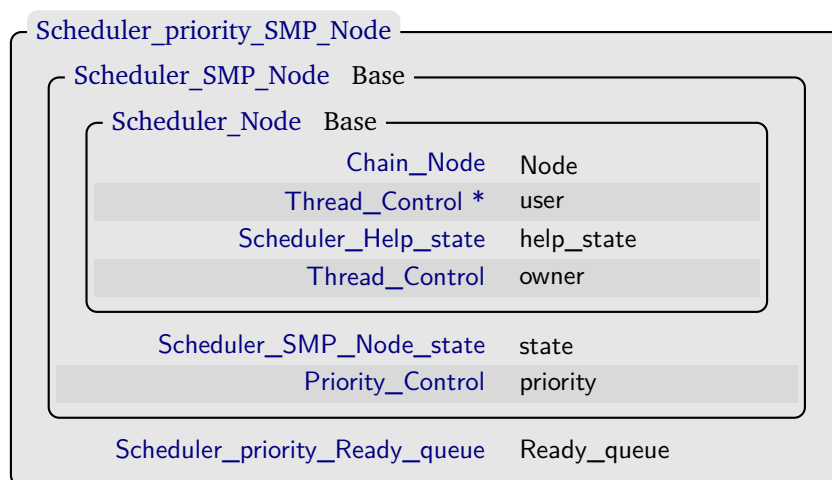 Scheduler_priority_SMP_Node
Scheduler_SMP_Node Base
Scheduler_Node Base
Chain_Node Node
Thread_Control * user
Scheduler_Help_state help_state
Thread_Control owner
Scheduler_SMP_Node_state state
Priority_Control priority
Scheduler_priority_Ready_queue Ready_queue